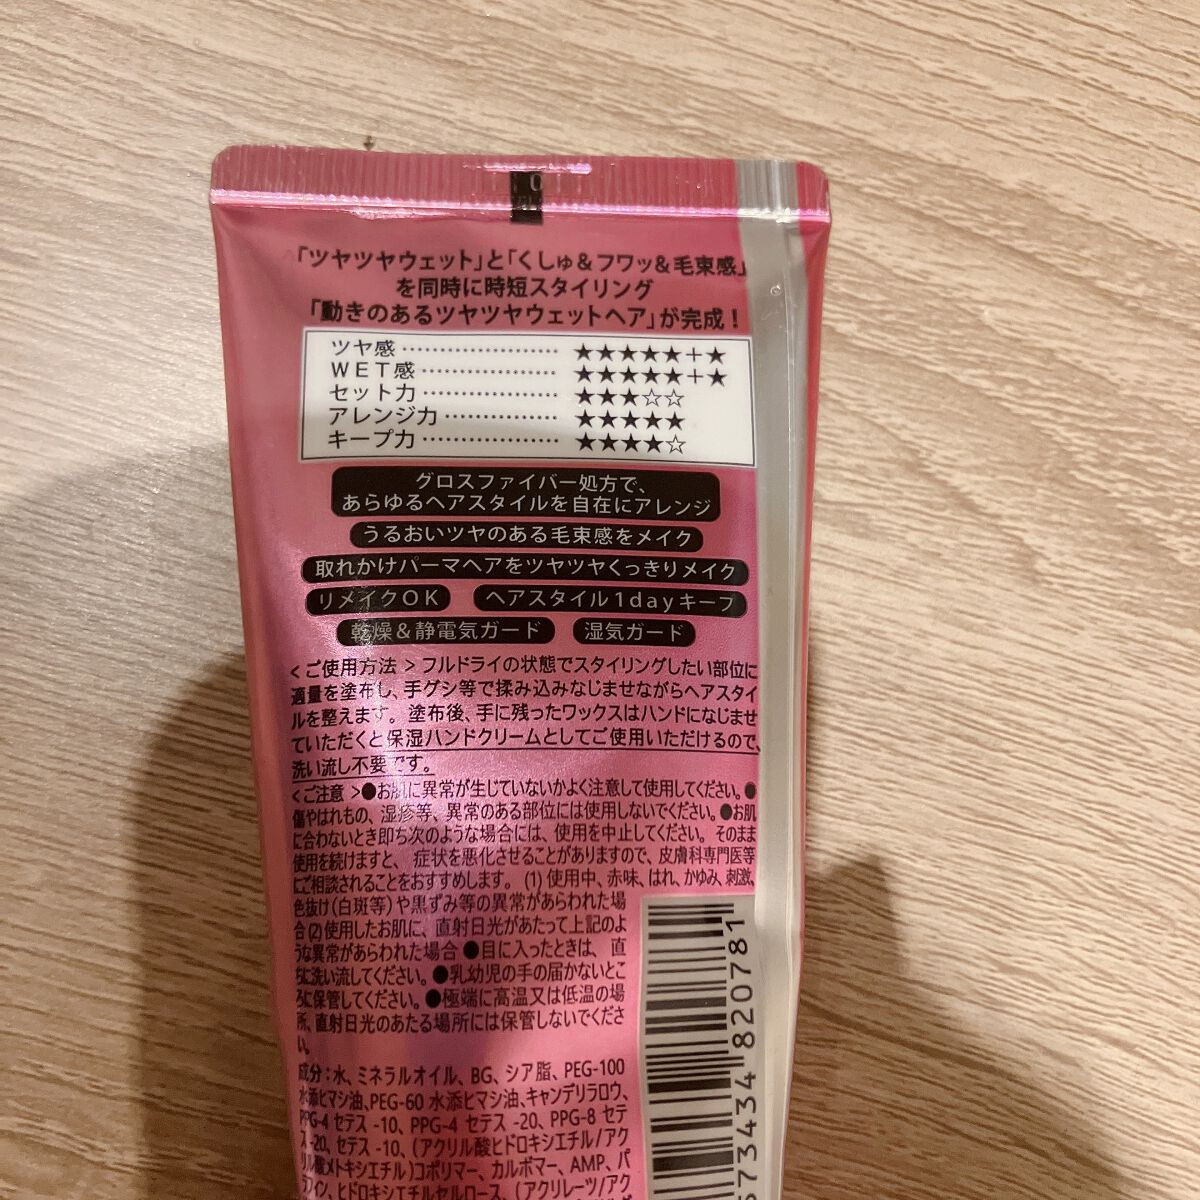 「ツヤツヤウェット」と「くしゅ&フワッ&毛束感」
を同時に時短スタイリング
「動きのあるツヤツヤウェットヘア」が完成！
ツヤ感 ･････････････････････ ★★★★★+★
WET感 ･･････････････････ ★★★★★+★
セット力 ･･･････････････････ ★★★☆☆
アレンジ力 ････････････････ ★★★★★
キープ力 ･･･････････････････ ★★★★☆
グロスファイバー処方で、
あらゆるヘアスタイルを自在にアレンジ
うるおいツヤのある毛束感をメイク
取れかけパーマヘアをツヤツヤくっきりメイク
リメイクOK ヘアスタイル1dayキープ
乾燥&静電気ガード 湿気ガード
<ご使用方法>フルドライの状態でスタイリングしたい部位に
適量を塗布し、手グシ等で揉み込みなじませながらヘアスタイ
ルを整えます。塗布後、手に残ったワックスはハンドになじませ
ていただくと保湿ハンドクリームとしてご使用いただけるので、
洗い流し不要です。
<ご注意>●お肌に異常が生じていないかよく注意して使用してください。●
傷やはれもの、湿疹等、異常のある部位には使用しないでください。●お肌
に合わないとき即ち次のような場合には、使用を中止してください。そのまま
使用を続けますと、症状を悪化させることがありますので、皮膚科専門医等
にご相談されることをおすすめします。(1)使用中、赤味、はれ、かゆみ、刺激、
色抜け(白斑等)や黒ずみ等の異常があらわれた場
合(2)使用したお肌に、直射日光があたって上記のよ
うな異常があらわれた場合●目に入ったときは、直
ちに洗い流してください。●乳幼児の手の届かないとこ
ろに保管してください。●極端に高温又は低温の場
所、直射日光のあたる場所には保管しないでくださ
い。
成分:水、ミネラルオイル、BG、シア脂、PEG-100
水添ヒマシ油、PEG-60水添ヒマシ油、キャンデリラロウ、
PPG-4セテス-10、PPG-4セテス-20、PPG-8セテ
ス-20、セテス-10、(アクリル酸ヒドロキシエチル/アク
リル酸メトキシエチル)コポリマー、カルボマー、AMP、パ
ラフィン、ヒドロキシエチルセルロース、(アクリレーツ/アク
573434 820781